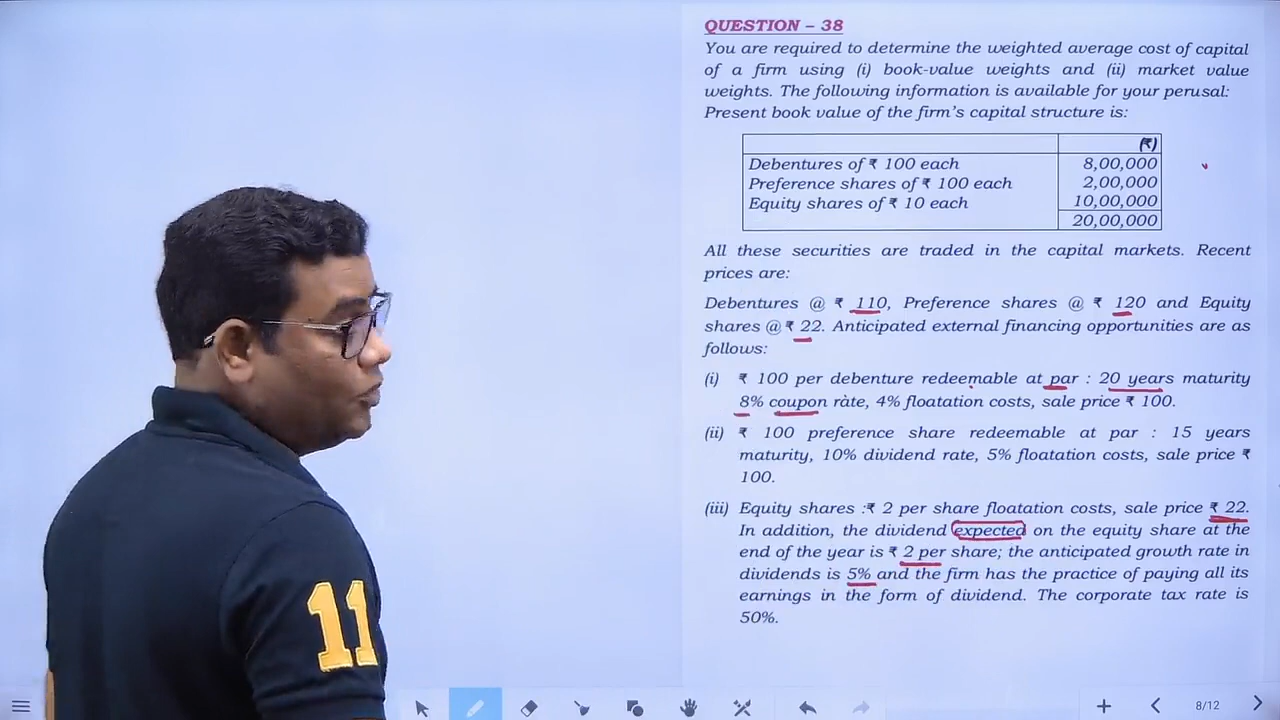 QUESTION – 38
You are required to determine the weighted average cost of capital
of a firm using (i) book-value weights and (ii) market value
weights. The following information is available for your perusal:
Present book value of the firm's capital structure is:
(₹)
Debentures of ₹ 100 each 8,00,000
Preference shares of ₹ 100 each 2,00,000
Equity shares of ₹ 10 each 10,00,000
20,00,000
All these securities are traded in the capital markets. Recent
prices are:
Debentures @ ₹ 110, Preference shares @ ₹ 120 and Equity
shares @ ₹ 22. Anticipated external financing opportunities are as
follows:
(i) ₹ 100 per debenture redeemable at par : 20 years maturity
8% coupon rate, 4% floatation costs, sale price ₹ 100.
(ii) ₹ 100 preference share redeemable at par : 15 years
maturity, 10% dividend rate, 5% floatation costs, sale price ₹
100.
(iii) Equity shares :₹ 2 per share floatation costs, sale price ₹ 22.
In addition, the dividend expected on the equity share at the
end of the year is ₹ 2 per share; the anticipated growth rate in
dividends is 5% and the firm has the practice of paying all its
earnings in the form of dividend. The corporate tax rate is
50%.
11
8/12